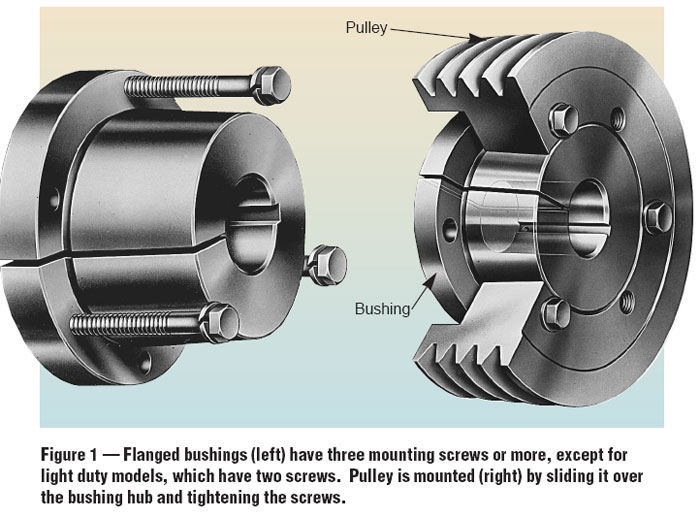 Pulley
Bushing
Figure 1 — Flanged bushings (left) have three mounting screws or more, except for
light duty models, which have two screws.  Pulley is mounted (right) by sliding it over
the bushing hub and tightening the screws.